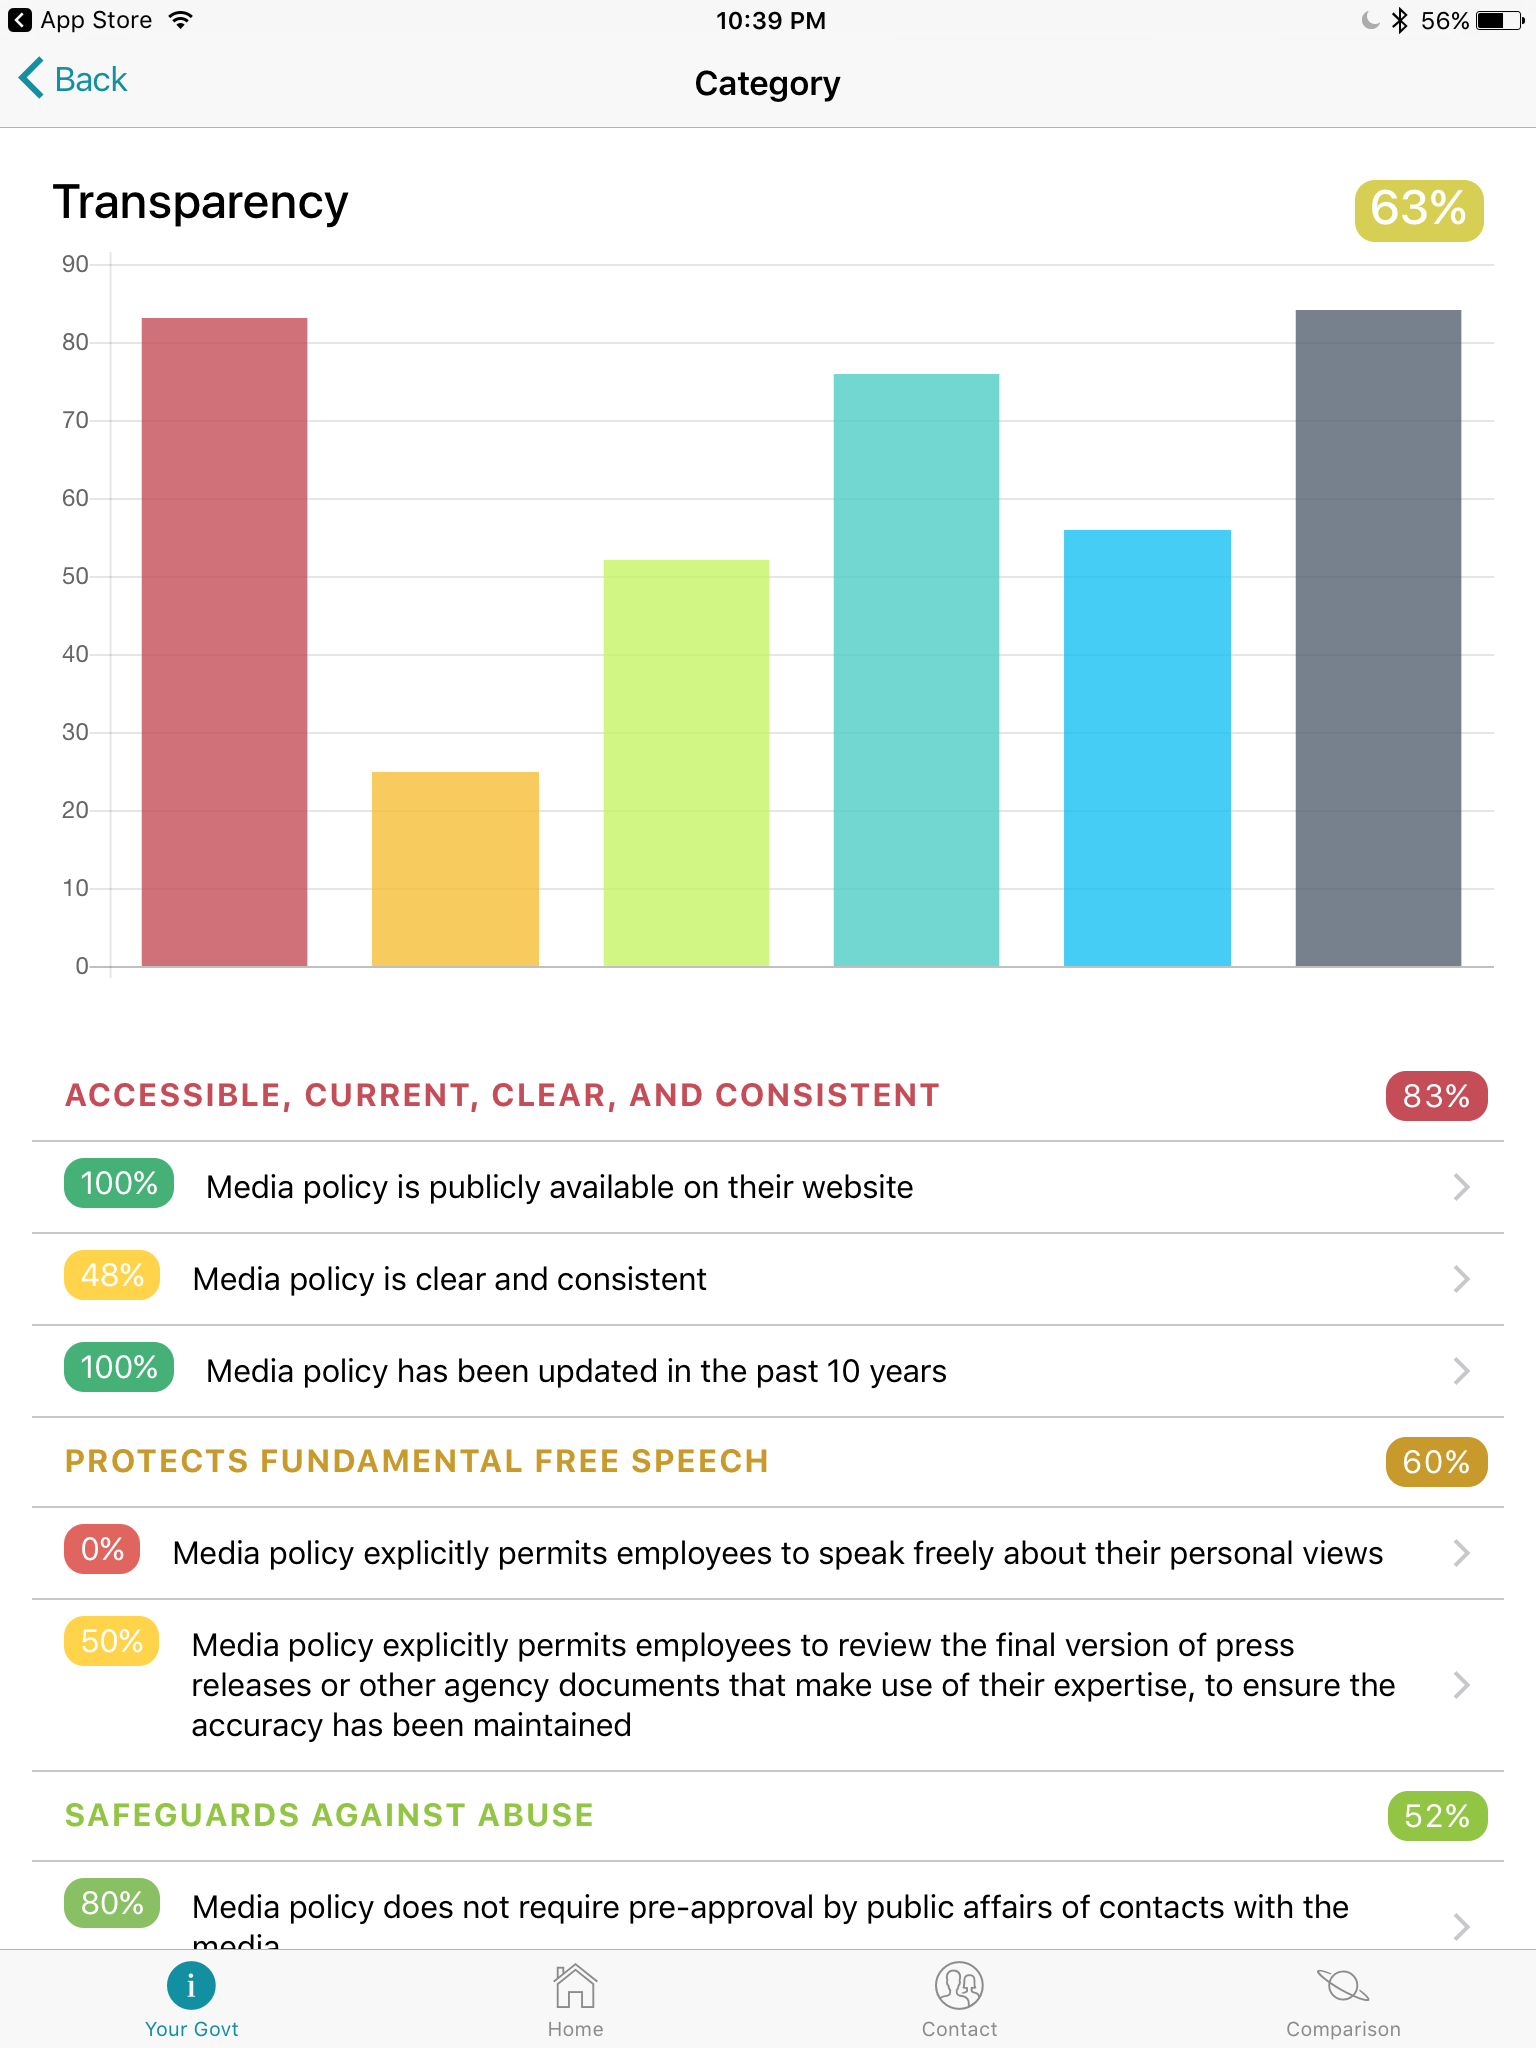 App Store
10:39 PM
56%
Back
Category
Transparency
63%
90
80
70
60
50
40
30
20
10
0
ACCESSIBLE, CURRENT, CLEAR, AND CONSISTENT
83%
100% Media policy is publicly available on their website
48% Media policy is clear and consistent
100% Media policy has been updated in the past 10 years
PROTECTS FUNDAMENTAL FREE SPEECH
60%
0% Media policy explicitly permits employees to speak freely about their personal views
50% Media policy explicitly permits employees to review the final version of press
releases or other agency documents that make use of their expertise, to ensure the
accuracy has been maintained
SAFEGUARDS AGAINST ABUSE
52%
80% Media policy does not require pre-approval by public affairs of contacts with the
media
Your Govt
Home
Contact
Comparison